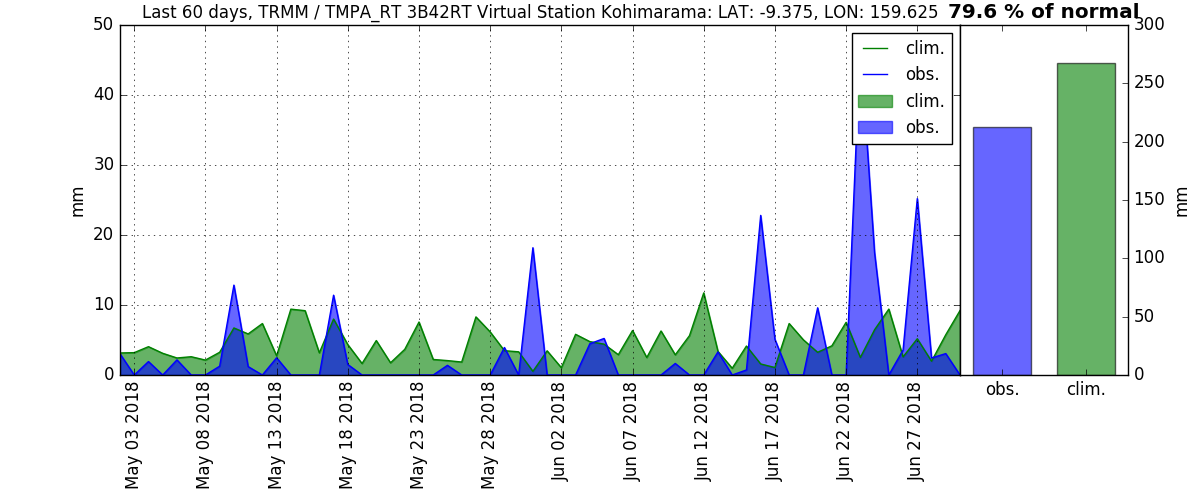 Last 60 days, TRMM / TMPA_RT 3B42RT Virtual Station Kohimarama: LAT: -9.375, LON: 159.625
79.6 % of normal
50
40
30
20
10
0
mm
clim.
obs.
clim.
obs.
May 03 2018
May 08 2018
May 13 2018
May 18 2018
May 23 2018
May 28 2018
Jun 02 2018
Jun 07 2018
Jun 12 2018
Jun 17 2018
Jun 22 2018
Jun 27 2018
obs.
clim.
300
250
200
150
100
50
0
mm